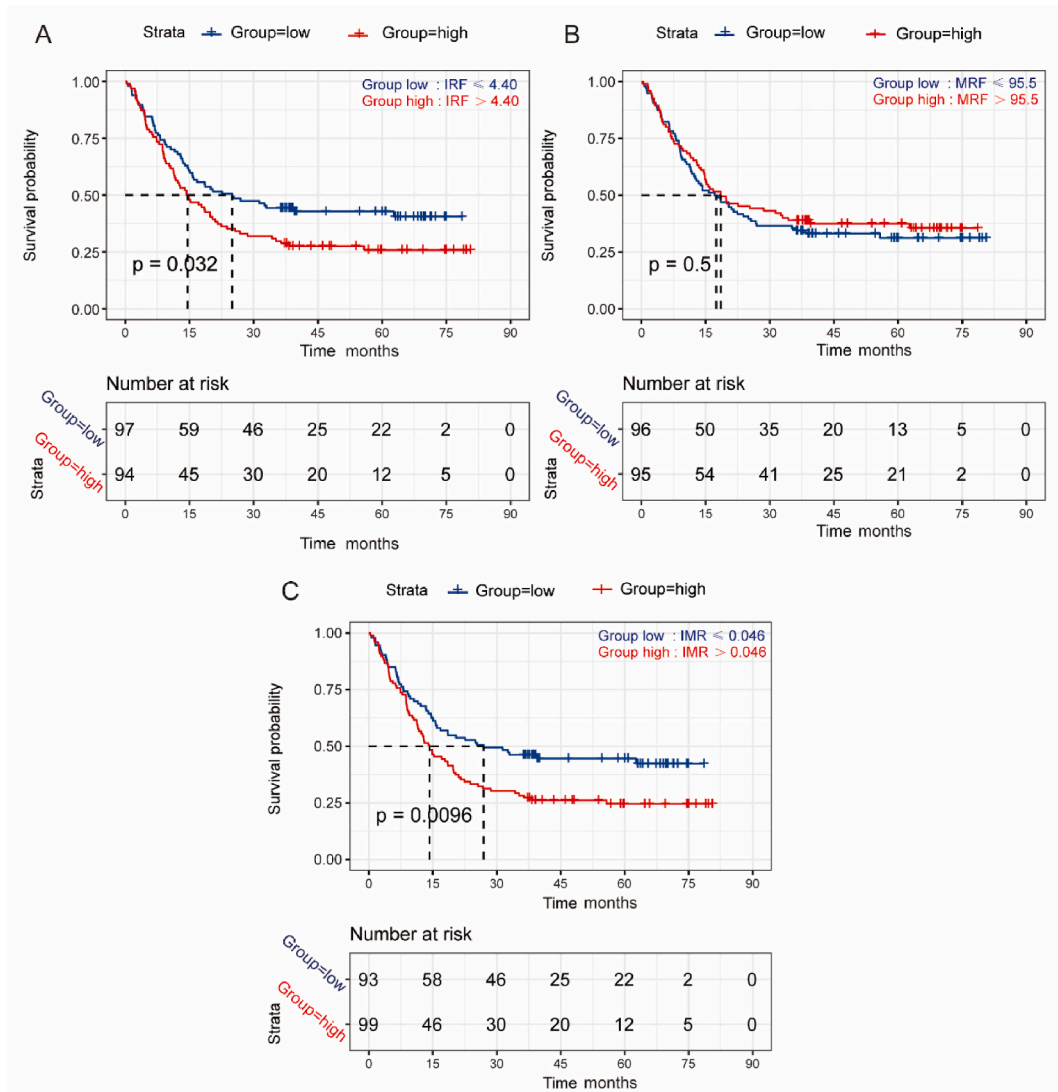 A
Strata Group=low Group=high
Group low : IRF ≤ 4.40
Group high : IRF > 4.40
Survival probability
1.00
0.75
0.50
0.25
0.00
p = 0.032
0 15 30 45 60 75 90
Time months
Number at risk
Strata
Group=low 97 59 46 25 22 2 0
Group=high 94 45 30 20 12 5 0
0 15 30 45 60 75 90
Time months
B
Strata Group=low Group=high
Group low : MRF ≤ 95.5
Group high : MRF > 95.5
Survival probability
1.00
0.75
0.50
0.25
0.00
p = 0.5
0 15 30 45 60 75 90
Time months
Number at risk
Strata
Group=low 96 50 35 20 13 5 0
Group=high 95 54 41 25 21 2 0
0 15 30 45 60 75 90
Time months
C
Strata Group=low Group=high
Group low : IMR ≤ 0.046
Group high : IMR > 0.046
Survival probability
1.00
0.75
0.50
0.25
0.00
p = 0.0096
0 15 30 45 60 75 90
Time months
Number at risk
Strata
Group=low 93 58 46 25 22 2 0
Group=high 99 46 30 20 12 5 0
0 15 30 45 60 75 90
Time months